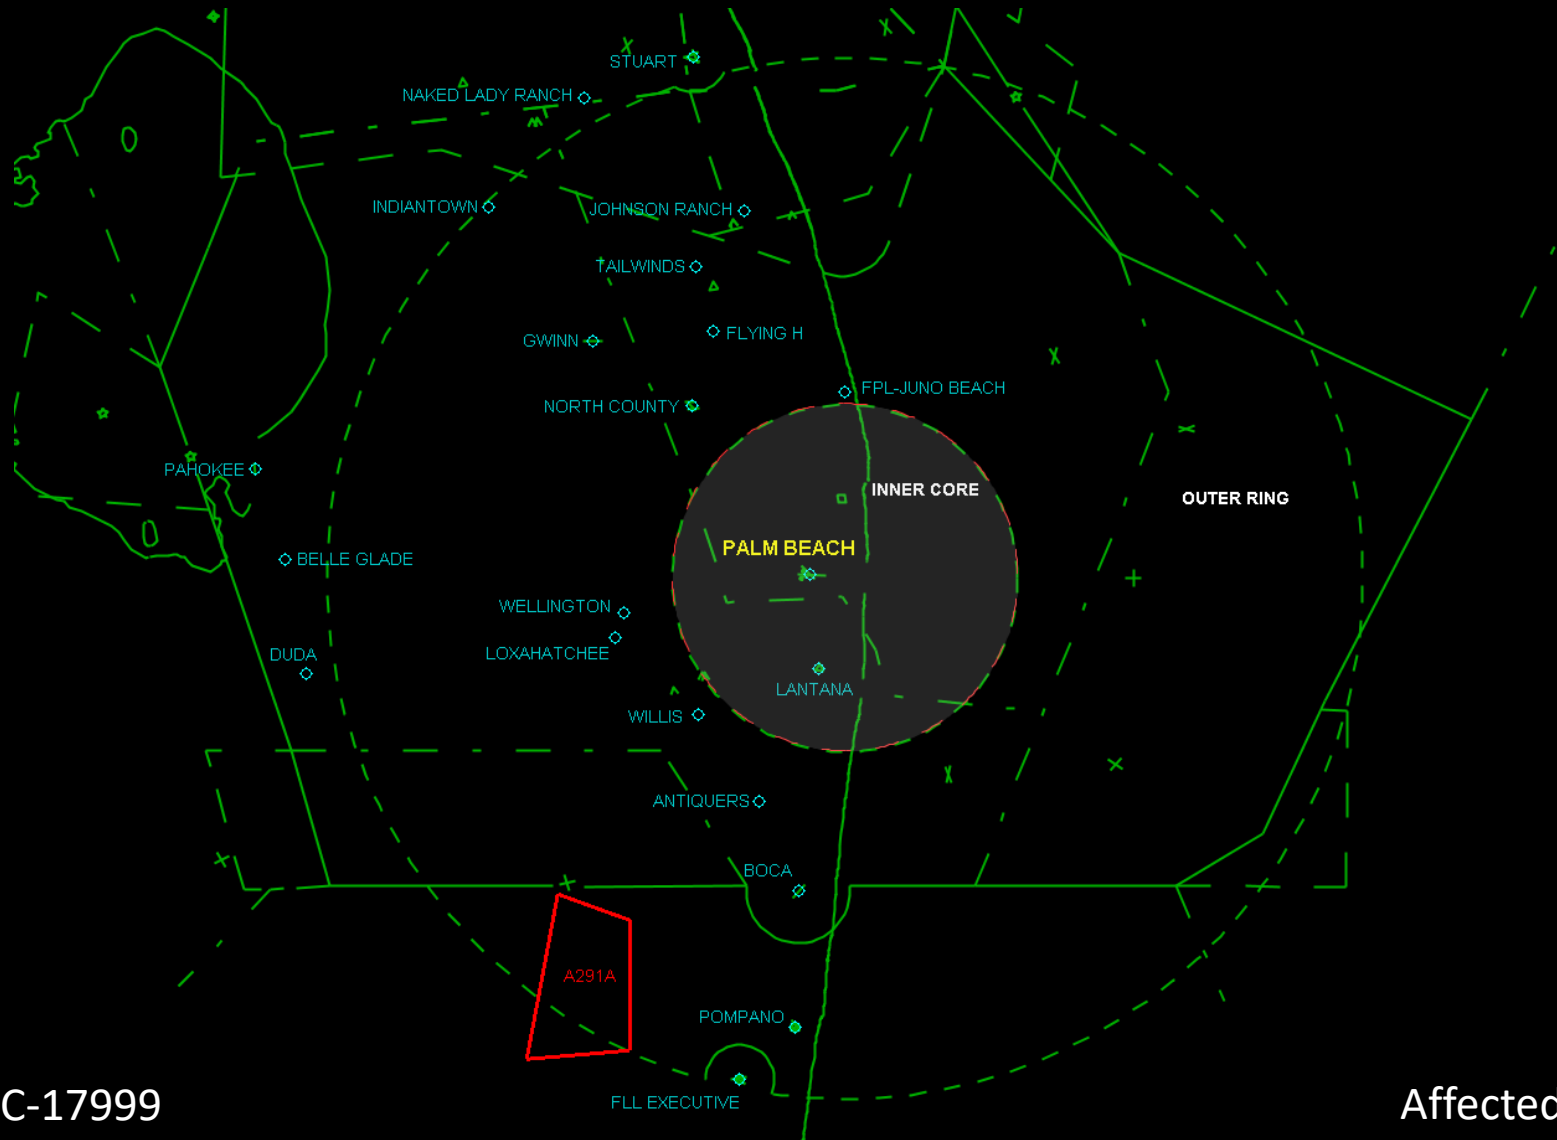 STUART
NAKED LADY RANCH
INDIANTOWN
JOHNSON RANCH
TAILWINDS
GWINN
FLYING H
FPL-JUNO BEACH
NORTH COUNTY
PAHOKEE
INNER CORE
OUTER RING
PALM BEACH
BELLE GLADE
WELLINGTON
LOXAHATCHEE
DUDA
LANTANA
WILLIS
ANTIQUERS
BOCA
A291A
POMPANO
FLL EXECUTIVE
C-17999
Affected